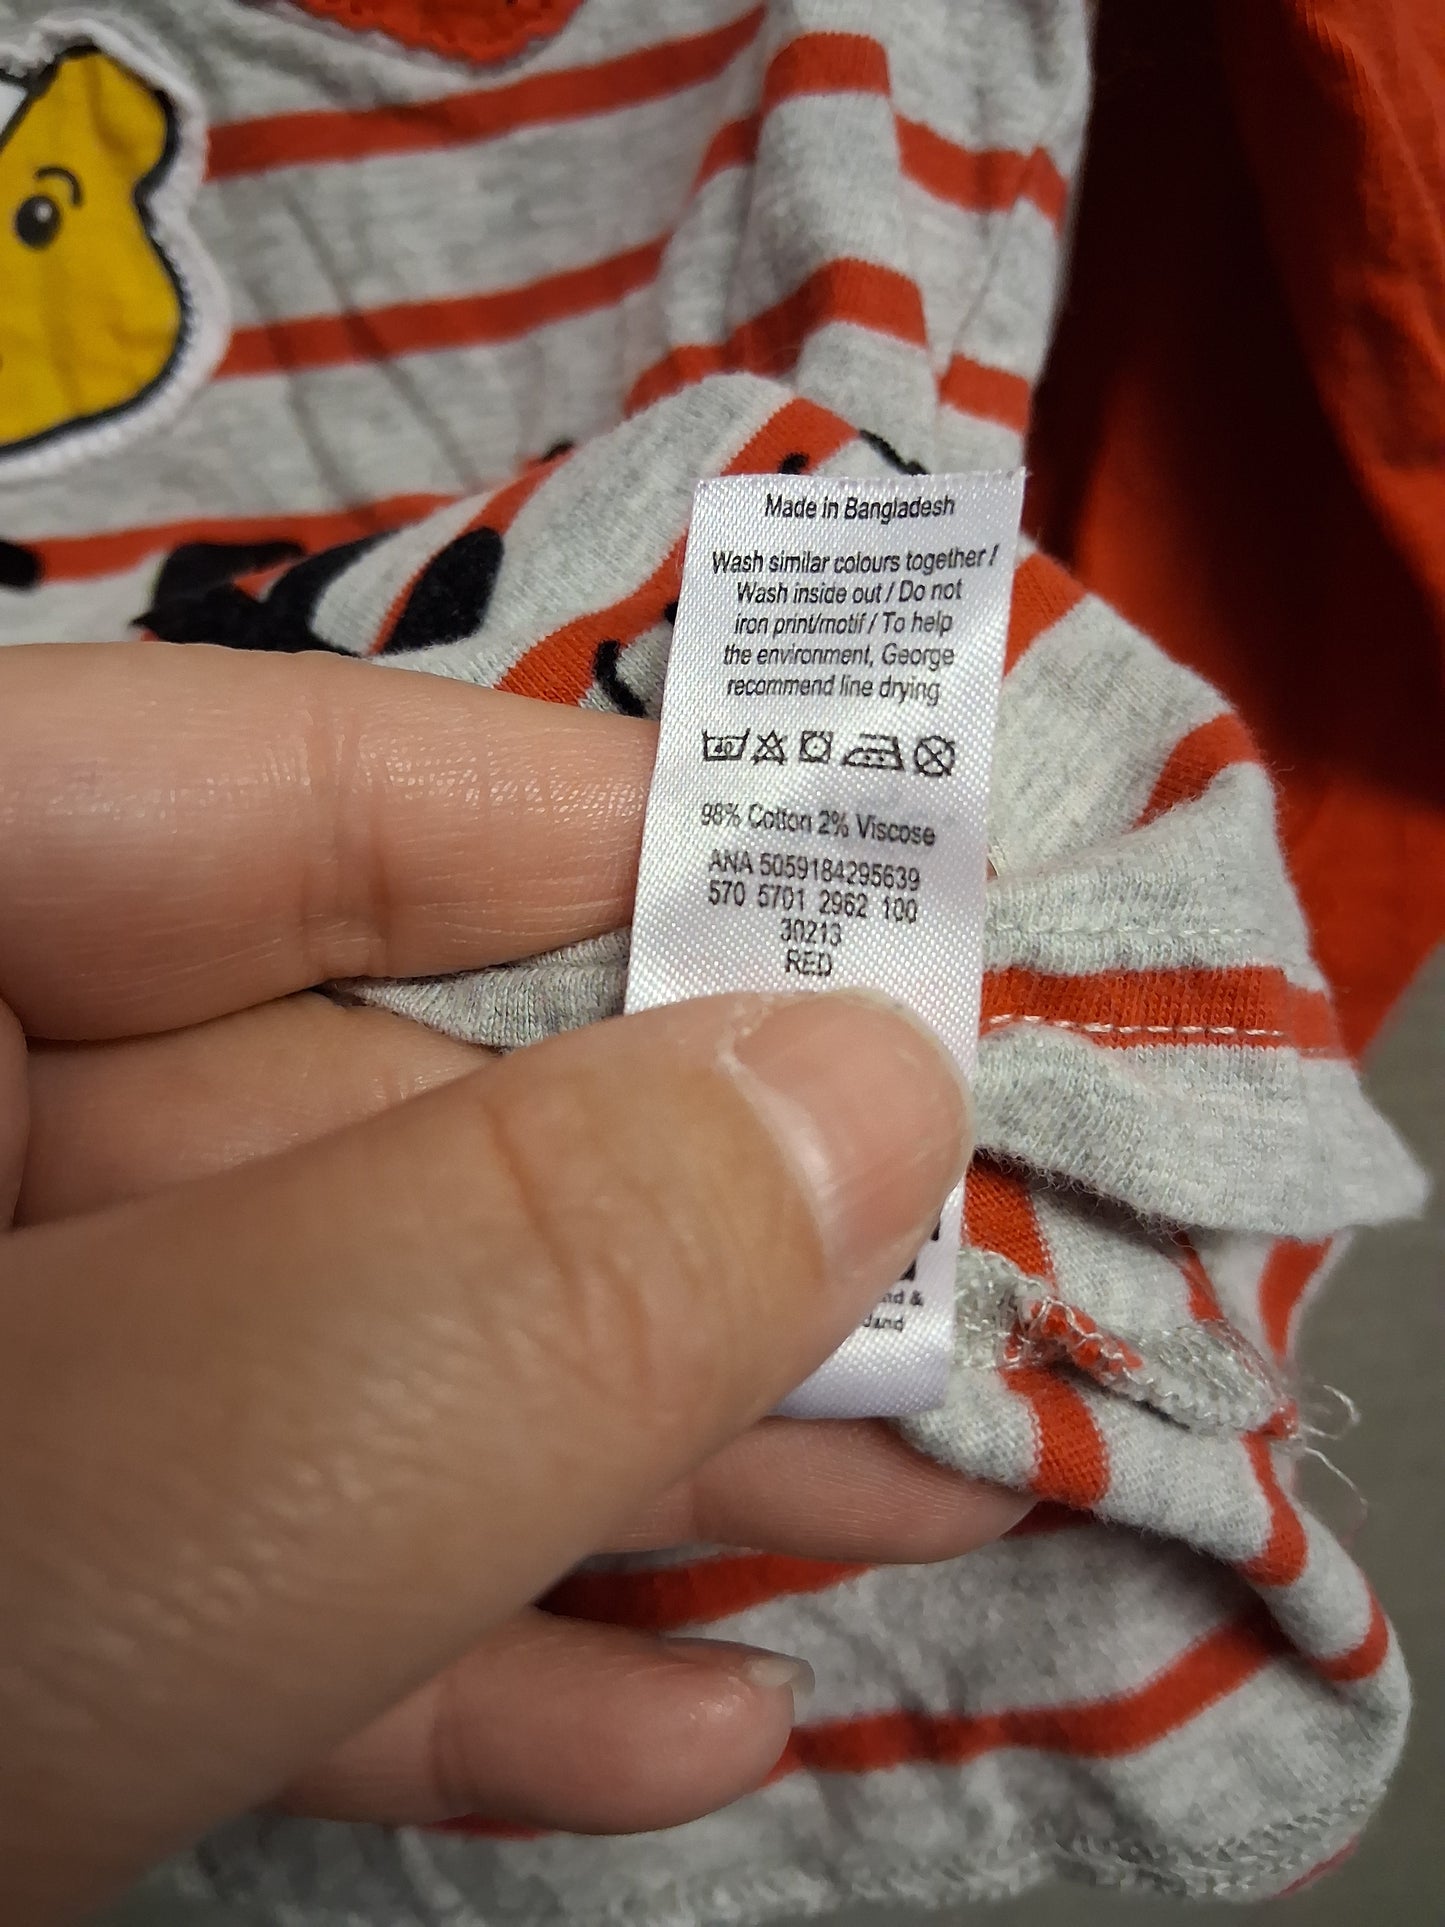 Made in Bangladesh
Wash similar colours together /
Wash inside out / Do not
iron print/motif / To help
the environment, George
recommend line drying
40
98% Cotton 2% Viscose
ANA 5059184295639
570 5701 2962 100
30213
RED
&